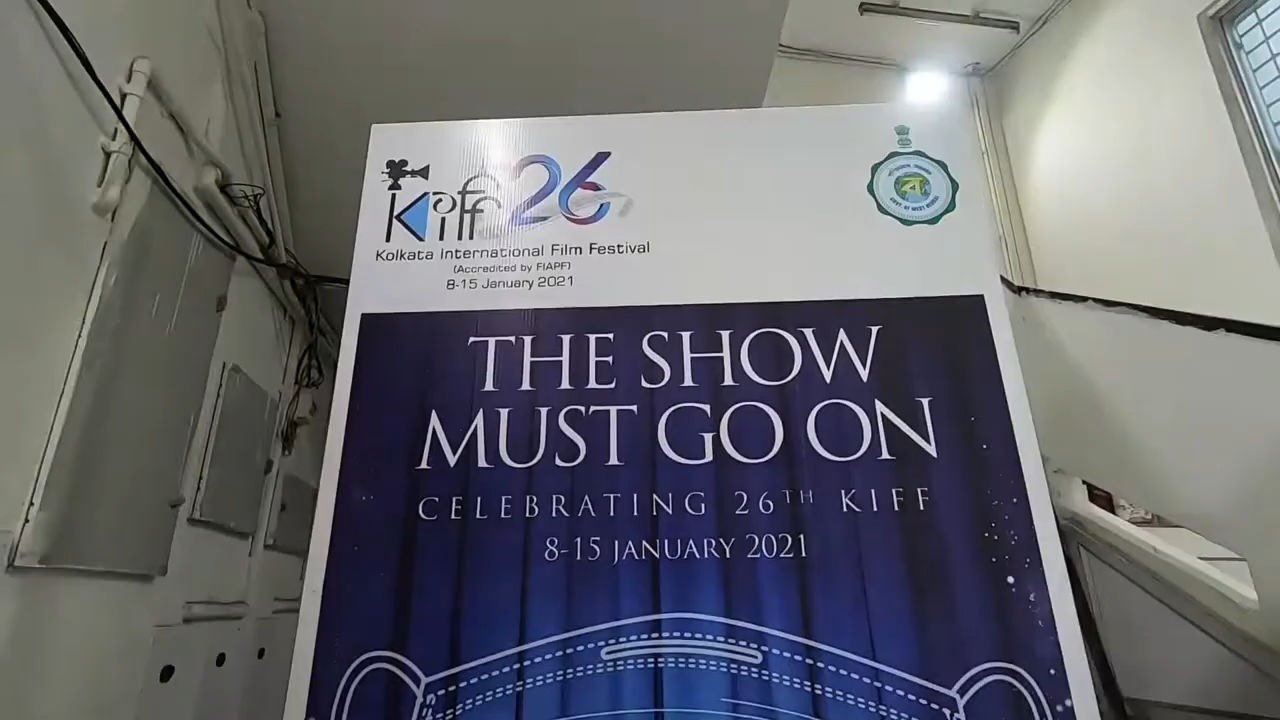 Kiff 26
Kolkata International Film Festival
(Accredited by FIAPF)
8-15 January 2021
THE SHOW
MUST GO ON
CELEBRATING 26TH KIFF
8-15 JANUARY 2021